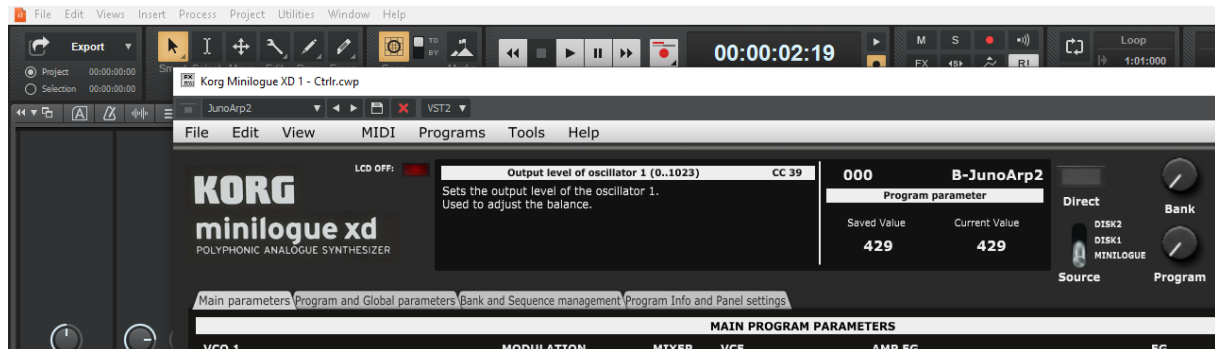 File Edit Views Insert Process Project Utilities Window Help
Export
TO
BY
00:00:02:19
M S
Loop
Project 00:00:00:00
FX
R!
1:01:000
Selection 00:00:00:00
Korg Minilogue XD 1 - Ctrlr.cwp
JunoArp2 VST2
File Edit View MIDI Programs Tools Help
LCD OFF:
KORG
minilogue xd
POLYPHONIC ANALOGUE SYNTHESIZER
Output level of oscillator 1 (0..1023) CC 39
Sets the output level of the oscillator 1.
Used to adjust the balance.
000 B-JunoArp2
Program parameter
Saved Value Current Value
429 429
Direct
Bank
DISK2
DISK1
MINILOGUE
Source
Program
Main parameters Program and Global parameters Bank and Sequence management Program Info and Panel settings
MAIN PROGRAM PARAMETERS
VCO 1 MODULATION MIXER VCF AMP EG EG